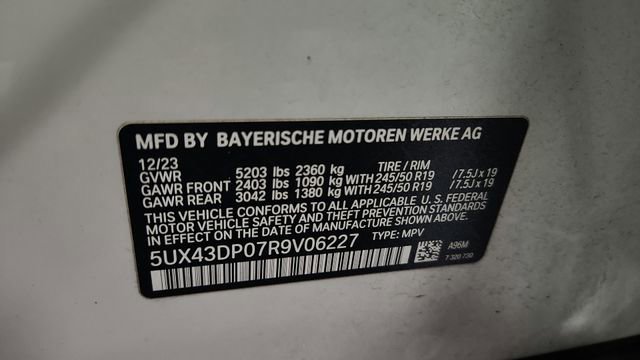 MFD BY BAYERISCHE MOTOREN WERKE AG
12/23 TIRE / RIM
GVWR 5203 lbs 2360 kg
GAWR FRONT 2403 lbs 1090 kg WITH 245/50 R19 / 7.5J x 19
GAWR REAR 3042 lbs 1380 kg WITH 245/50 R19 / 7.5J x 19
THIS VEHICLE CONFORMS TO ALL APPLICABLE U. S. FEDERAL
MOTOR VEHICLE SAFETY AND THEFT PREVENTION STANDARDS
IN EFFECT ON THE DATE OF MANUFACTURE SHOWN ABOVE.
5UX43DP07R9V06227 TYPE: MPV
A96M
7 320 730